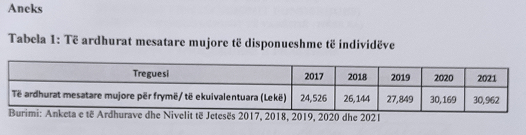 Aneks
Tabela 1: Të ardhurat mesatare mujore të disponueshme të individëve
Treguesi 2017 2018 2019 2020 2021
Të ardhurat mesatare mujore për frymë/ të ekuivalentuara (Lekë) 24,526 26,144 27,849 30,169 30,962
Burimi: Anketa e të Ardhurave dhe Nivelit të Jetesës 2017, 2018, 2019, 2020 dhe 2021